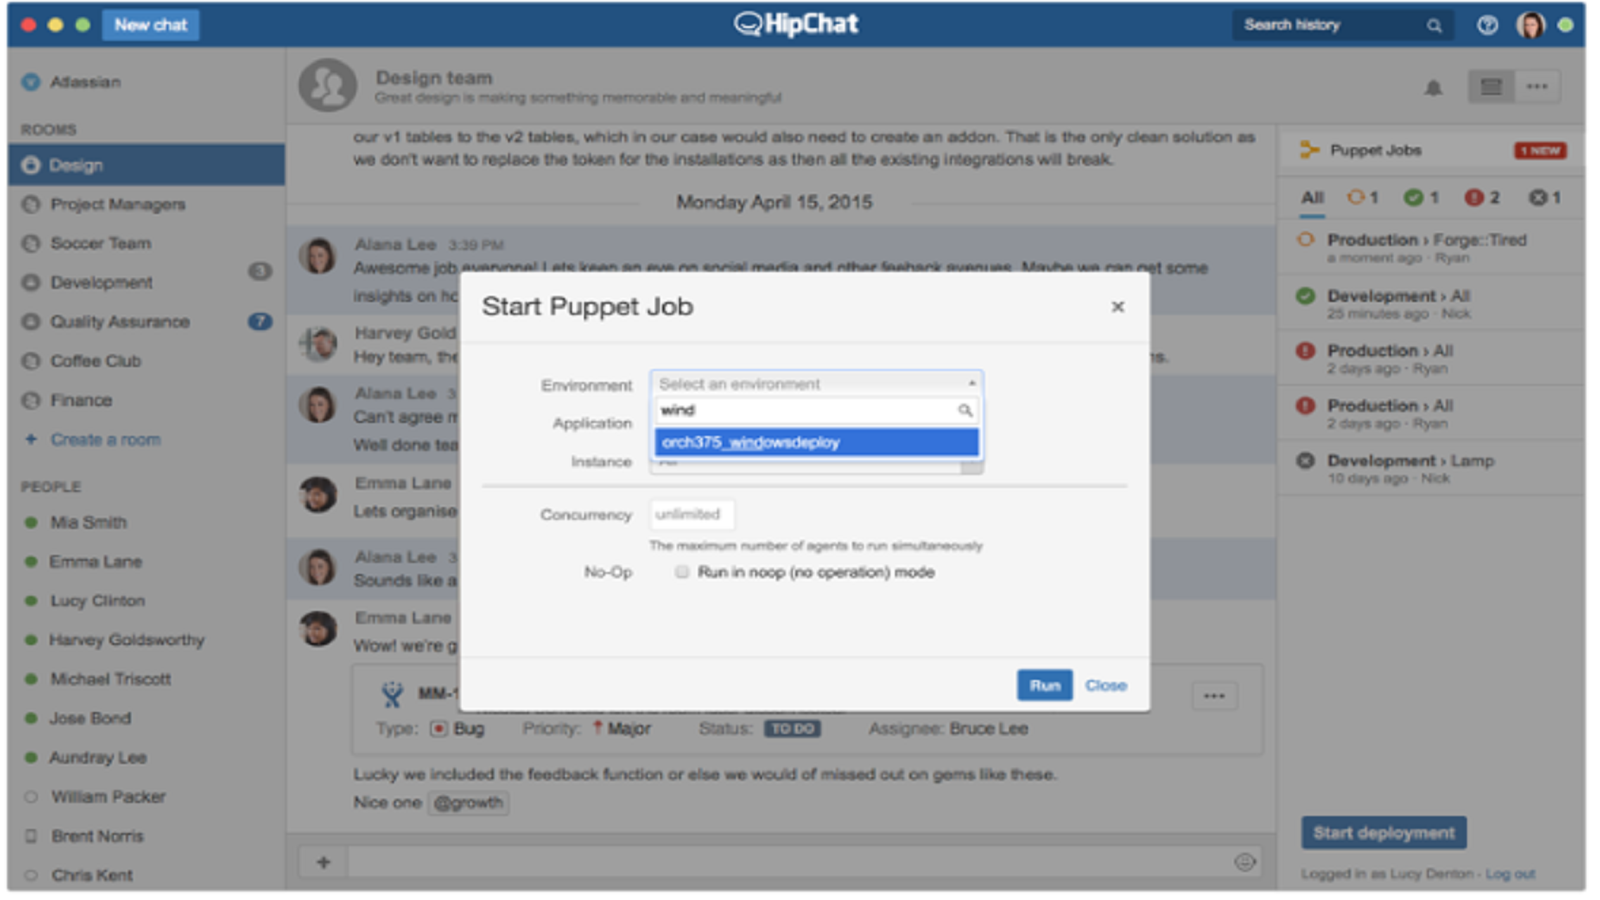 New chat
HipChat
Search history
Atlassian
ROOMS
Design
Project Managers
Soccer Team
3
Development
Quality Assurance
7
Coffee Club
Finance
+ Create a room
PEOPLE
Mia Smith
Emma Lane
Lucy Clinton
Harvey Goldsworthy
Michael Triscott
Jose Bond
Aundray Lee
William Packer
Brent Norris
Chris Kent
Design team
Great design is making something memorable and meaningful
our v1 tables to the v2 tables, which in our case would also need to create an addon. That is the only clean solution as
we don't want to replace the token for the installations as then all the existing integrations will break.
Monday April 15, 2015
Alana Lee 3:39 PM
Awesome job everyone! Lets keep an eye on social media and other feeback avenues. Maybe we can get some
insights on
Harvey Gold
Hey team, the
ns.
Alana Lee 3
Can't agree
Well done
Emma Lane
Lets organise
Alana Lee 3
Sounds like a
Emma Lane
Wow! we're
MM-1
Type: Bug Priority: Major Status: TO DO Assignee: Bruce Lee
Lucky we included the feedback function or else we would of missed out on gems like these.
Nice one @growth
+
Start Puppet Job
×
Environment Select an environment
wind
orch375_windowsdeploy
Application
Instance All
Concurrency unlimited
The maximum number of agents to run simultaneously
No-Op Run in noop (no operation) mode
Run Close
Puppet Jobs 1 NEW
All 1 1 2 1
Production › Forge::Tired
a moment ago · Ryan
Development › All
25 minutes ago · Nick
Production › All
2 days ago · Ryan
Production › All
2 days ago · Ryan
Development › Lamp
10 days ago · Nick
Start deployment
Logged in as Lucy Denton · Log out